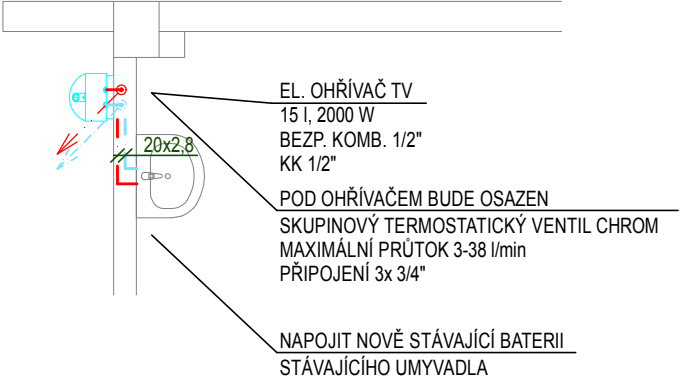 EL. OHŘÍVAČ TV
15 l, 2000 W
BEZP. KOMB. 1/2"
KK 1/2"
20x2,8
POD OHŘÍVAČEM BUDE OSAZEN
SKUPINOVÝ TERMOSTATICKÝ VENTIL CHROM
MAXIMÁLNÍ PRŮTOK 3-38 l/min
PŘIPOJENÍ 3x 3/4"
NAPOJIT NOVĚ STÁVAJÍCÍ BATERII
STÁVAJÍCÍHO UMYVADLA